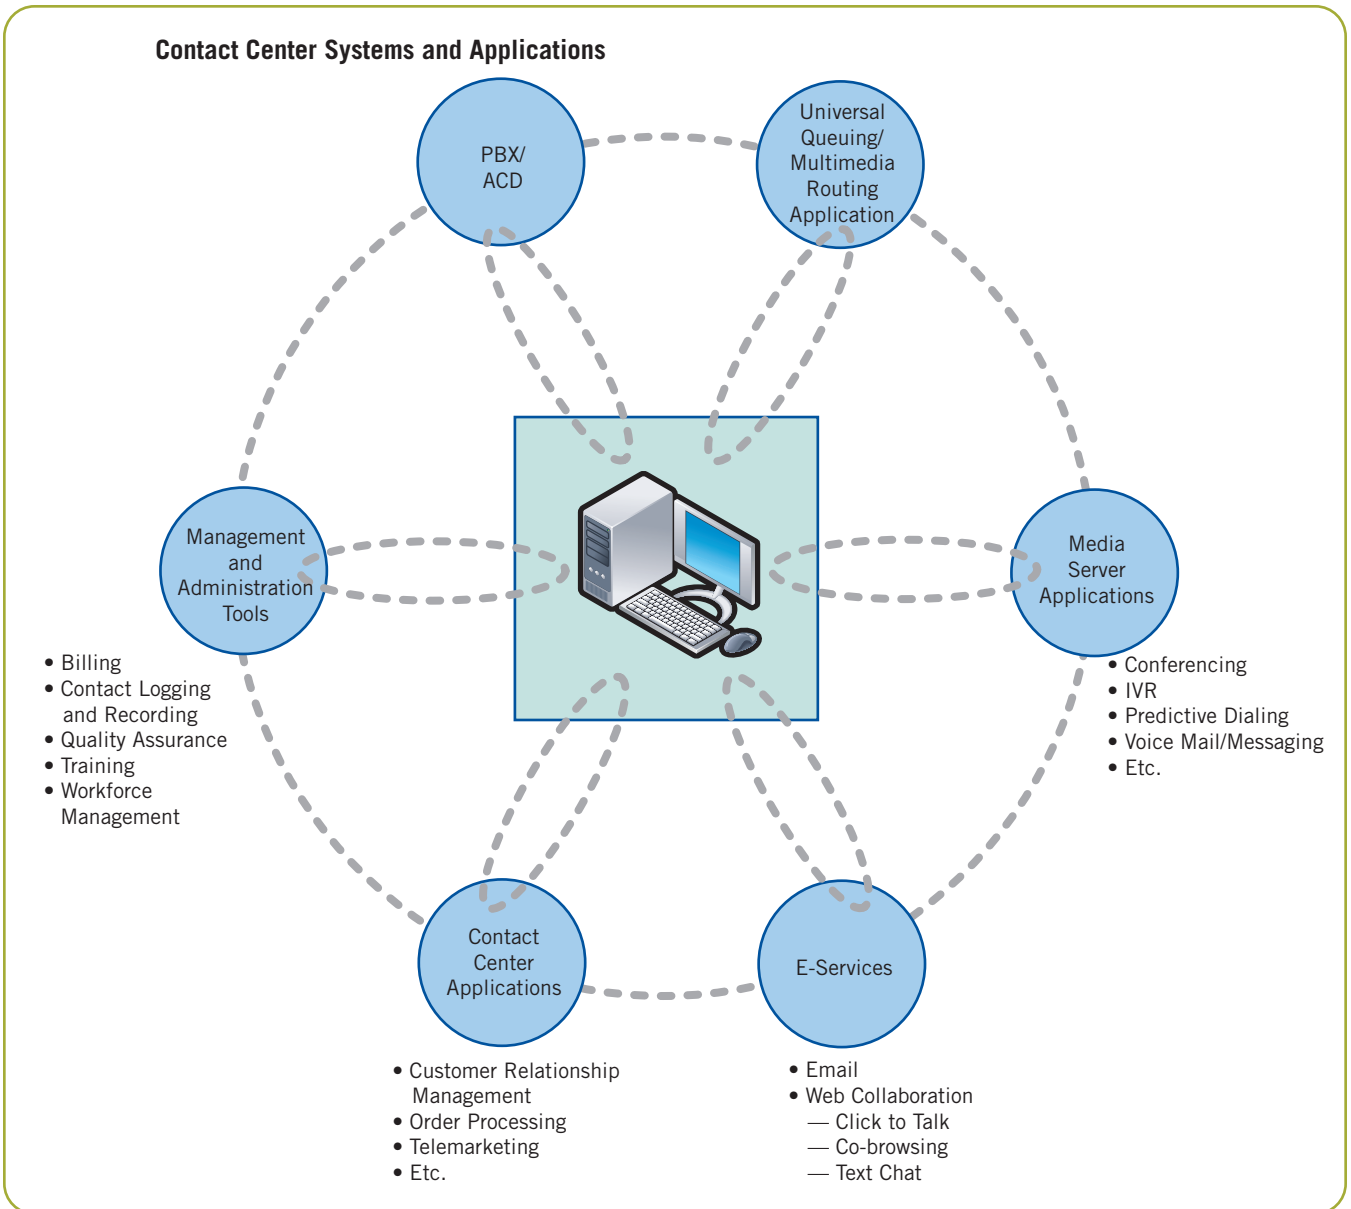 Contact Center Systems and Applications
PBX/
ACD
Universal
Queuing/
Multimedia
Routing
Application
Management
and
Administration
Tools
• Billing
• Contact Logging
and Recording
• Quality Assurance
• Training
• Workforce
Management
Media
Server
Applications
• Conferencing
• IVR
• Predictive Dialing
• Voice Mail/Messaging
• Etc.
Contact
Center
Applications
• Customer Relationship
Management
• Order Processing
• Telemarketing
• Etc.
E-Services
• Email
• Web Collaboration
— Click to Talk
— Co-browsing
— Text Chat